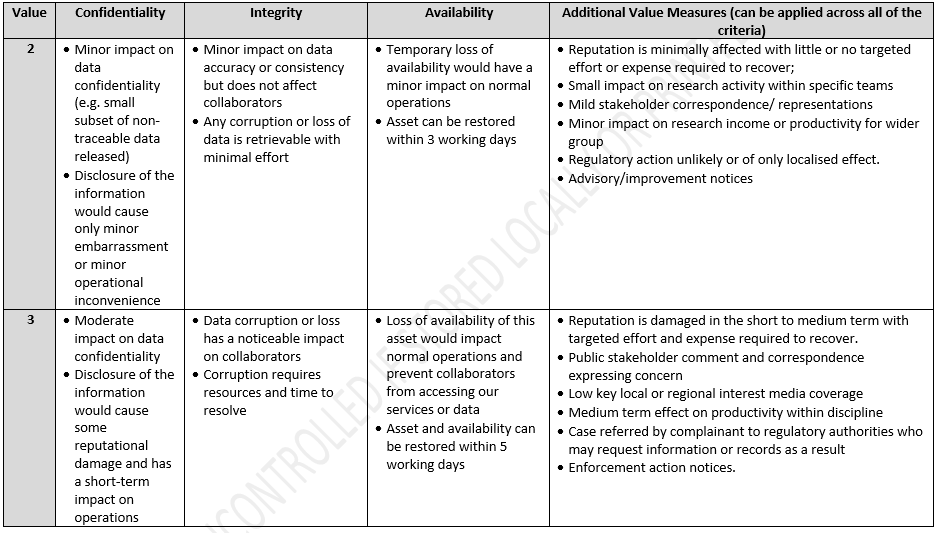 Value
Confidentiality
Integrity
Availability
Additional Value Measures (can be applied across all of the
criteria)
2
• Minor impact on
data
confidentiality
(e.g. small
subset of non-
traceable data
released)
• Disclosure of the
information
would cause
only minor
embarrassment
or minor
operational
inconvenience
• Minor impact on data
accuracy or consistency
but does not affect
collaborators
• Any corruption or loss
of data is retrievable with
minimal effort
• Temporary loss of
availability would have a
minor impact on normal
operations
• Asset can be restored
within 3 working days
• Reputation is minimally affected with little or no targeted
effort or expense required to recover;
• Small impact on research activity within specific teams
• Mild stakeholder correspondence/ representations
• Minor impact on research income or productivity for wider
group
• Regulatory action unlikely or of only localised effect.
• Advisory/improvement notices
3
• Moderate
impact on data
confidentiality
• Disclosure of the
information
would cause
some
reputational
damage and has
a short-term
impact on
operations
• Data corruption or loss
has a noticeable impact
on collaborators
• Corruption requires
resources and time to
resolve
• Loss of availability of this
asset would impact
normal operations and
prevent collaborators
from accessing our
services or data
• Asset and availability can
be restored within 5
working days
• Reputation is damaged in the short to medium term with
targeted effort and expense required to recover.
• Public stakeholder comment and correspondence
expressing concern
• Low key local or regional interest media coverage
• Medium term effect on productivity within discipline
• Case referred by complainant to regulatory authorities who
may request information or records as a result
• Enforcement action notices.
NCONTROLLED IF STORED LOCALLY OR PRIN